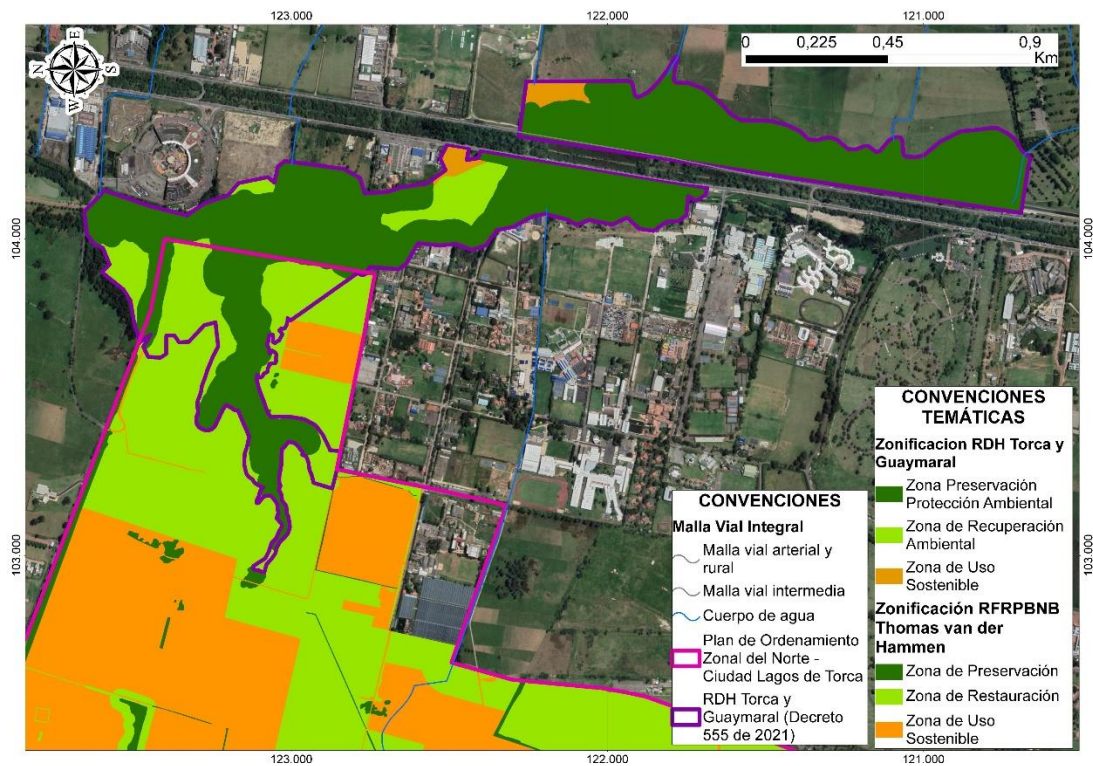 123.000
122.000
121.000
N
E
S
W
0
0,225
0,45
0,9
Km
104.000
104.000
103.000
103.000
CONVENCIONES
Malla Vial Integral
Malla vial arterial y
rural
Malla vial intermedia
Cuerpo de agua
Plan de Ordenamiento
Zonal del Norte -
Ciudad Lagos de Torca
RDH Torca y
Guaymaral (Decreto
555 de 2021)
CONVENCIONES
TEMÁTICAS
Zonificacion RDH Torca y
Guaymaral
Zona Preservación
Protección Ambiental
Zona de Recuperación
Ambiental
Zona de Uso
Sostenible
Zonificación RFRPBNB
Thomas van der
Hammen
Zona de Preservación
Zona de Restauración
Zona de Uso
Sostenible
123.000
122.000
121.000